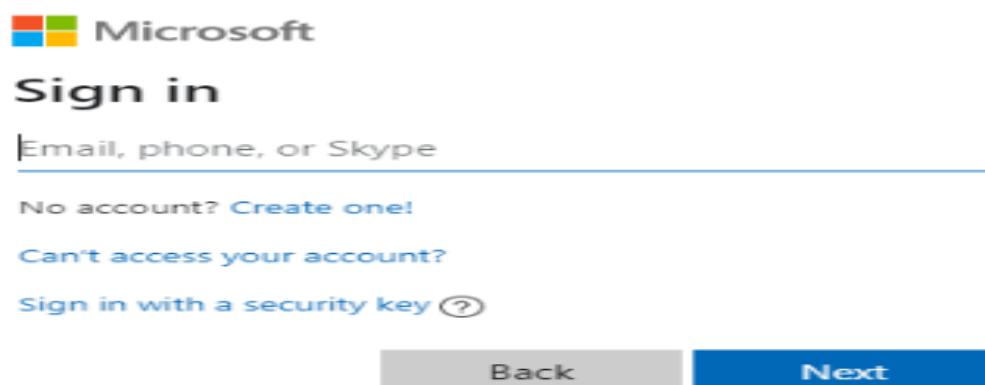 Microsoft
Sign in
Email, phone, or Skype
No account? Create one!
Can't access your account?
Sign in with a security key ?
Back Next